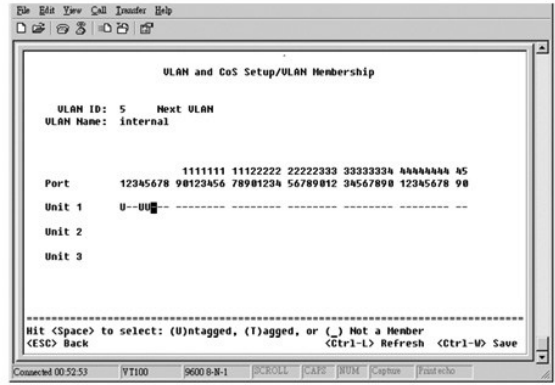 File Edit View Call Transfer Help
VLAN and CoS Setup/VLAN Membership
VLAN ID: 5 Next VLAN
VLAN Name: internal
1111111 11122222 22222333 33333334 44444444 45
Port 12345678 90123456 78901234 56789012 34567890 12345678 90
Unit 1 U--UU--- -------- -------- -------- -------- -------- --
Unit 2
Unit 3
Hit <Space> to select: (U)ntagged, (T)agged, or (_) Not a Member
<ESC> Back <Ctrl-L> Refresh <Ctrl-W> Save
Connected 00:52:53 VT100 9600 8-N-1 SCROLL CAPS NUM Capture Print echo